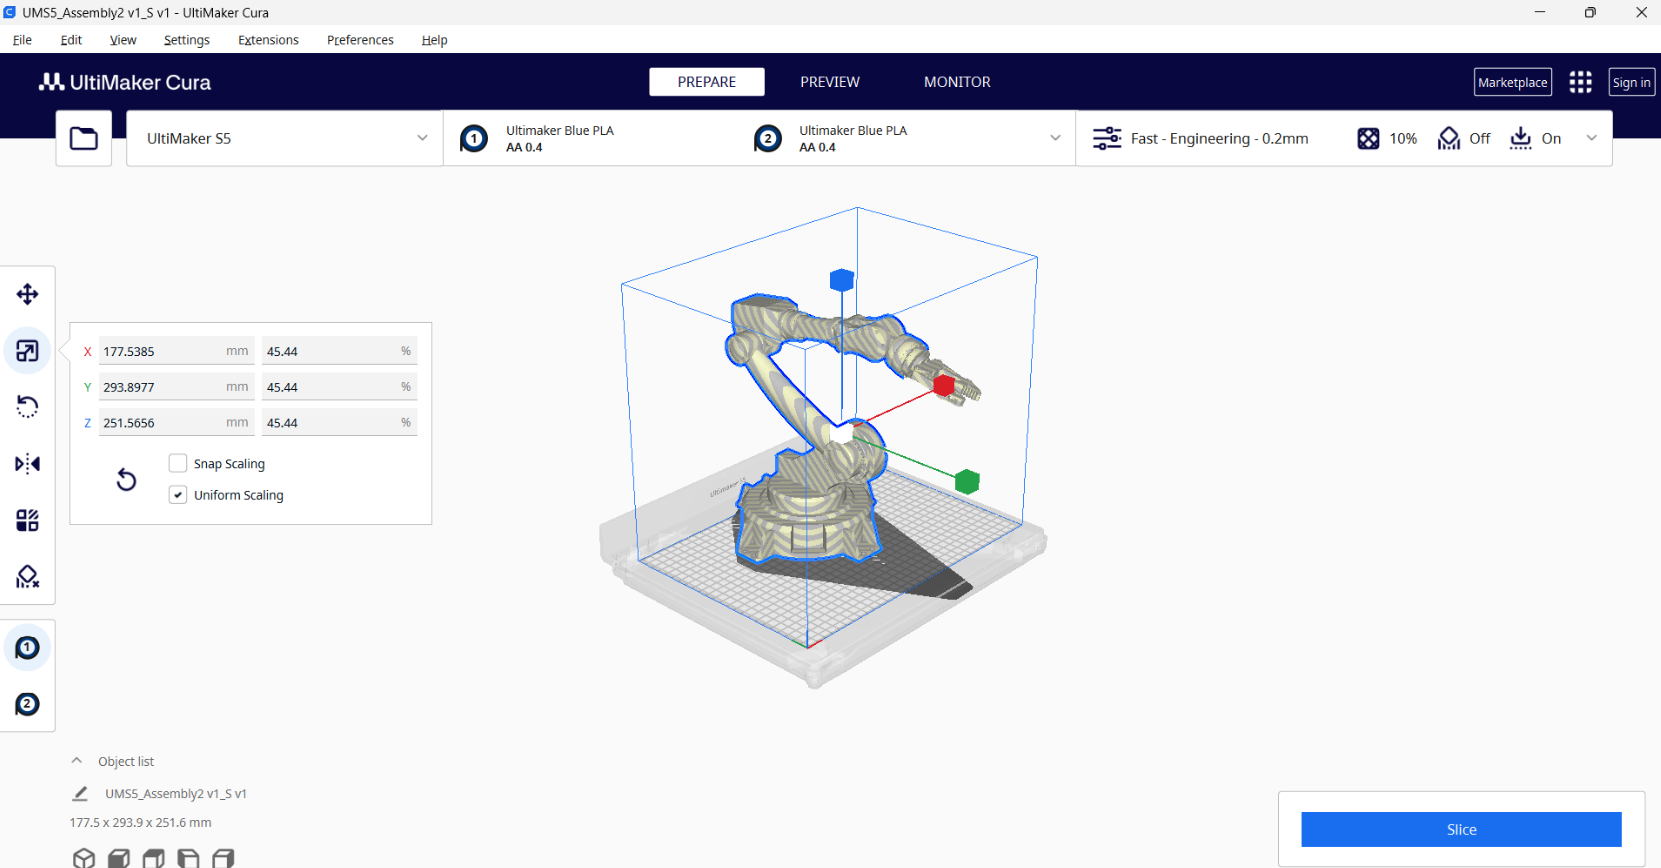 UMS5_Assembly2 v1_S v1 - UltiMaker Cura
File Edit View Settings Extensions Preferences Help
UltiMaker Cura
PREPARE PREVIEW MONITOR
Marketplace Sign in
UltiMaker S5
1 Ultimaker Blue PLA
AA 0.4
2 Ultimaker Blue PLA
AA 0.4
Fast - Engineering - 0.2mm 10% Off On
X 177.5385 mm 45.44 %
Y 293.8977 mm 45.44 %
Z 251.5656 mm 45.44 %
Snap Scaling
Uniform Scaling
Ultimaker S5
1
2
Object list
UMS5_Assembly2 v1_S v1
177.5 x 293.9 x 251.6 mm
Slice